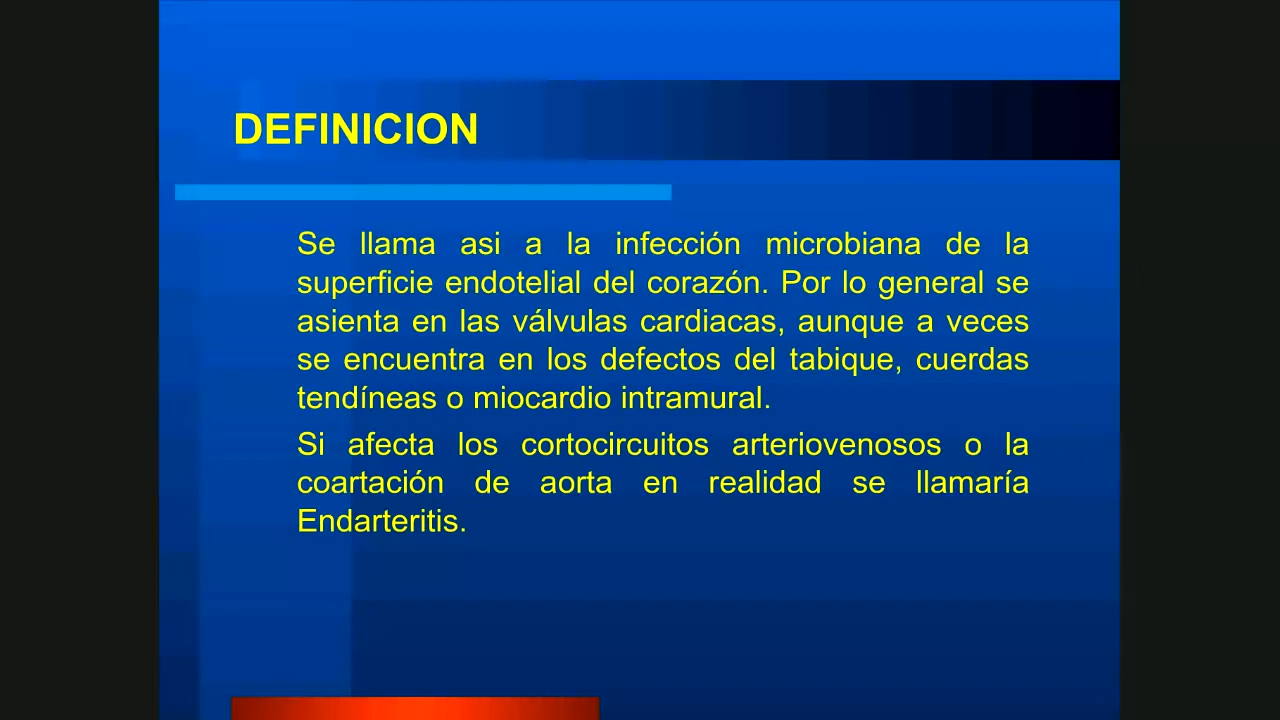 DEFINICION
Se llama asi a la infección microbiana de la
superficie endotelial del corazón. Por lo general se
asienta en las válvulas cardiacas, aunque a veces
se encuentra en los defectos del tabique, cuerdas
tendíneas o miocardio intramural.
Si afecta los cortocircuitos arteriovenosos o la
coartación de aorta en realidad se llamaría
Endarteritis.